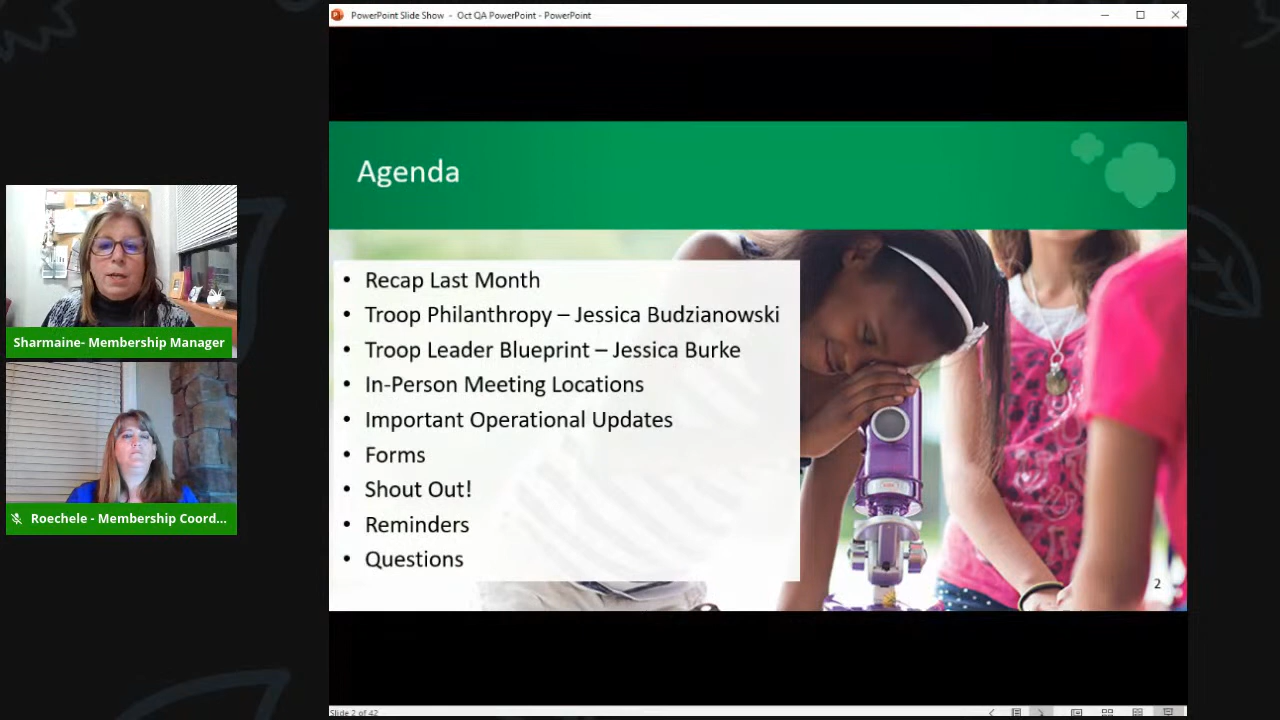 PowerPoint Slide Show - Oct QA PowerPoint - PowerPoint
Agenda
• Recap Last Month
• Troop Philanthropy – Jessica Budzianowski
• Troop Leader Blueprint – Jessica Burke
• In-Person Meeting Locations
• Important Operational Updates
• Forms
• Shout Out!
• Reminders
• Questions
2
Sharmaine- Membership Manager
Roechele - Membership Coord...
Slide 2 of 42